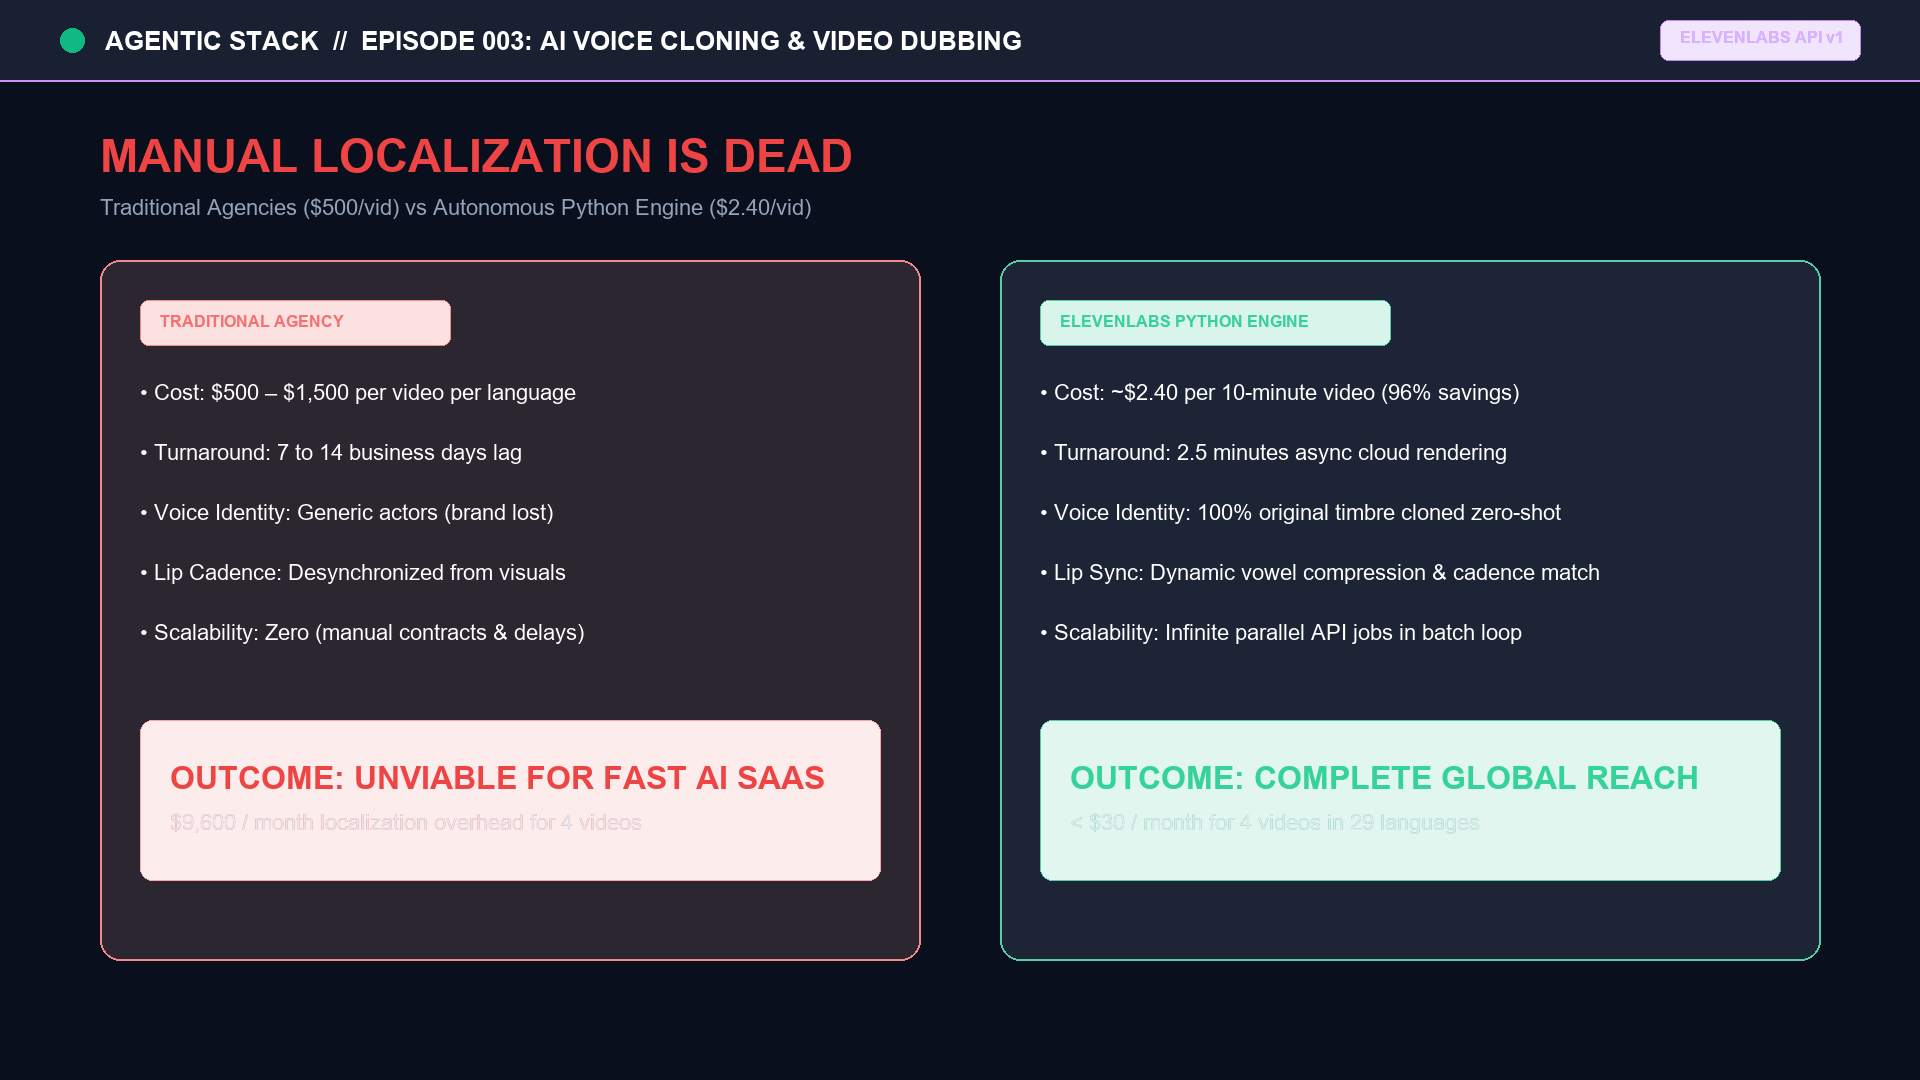 AGENTIC STACK // EPISODE 003: AI VOICE CLONING & VIDEO DUBBING
ELEVENLABS API v1
MANUAL LOCALIZATION IS DEAD
Traditional Agencies ($500/vid) vs Autonomous Python Engine ($2.40/vid)
TRADITIONAL AGENCY
• Cost: $500 – $1,500 per video per language
• Turnaround: 7 to 14 business days lag
• Voice Identity: Generic actors (brand lost)
• Lip Cadence: Desynchronized from visuals
• Scalability: Zero (manual contracts & delays)
OUTCOME: UNVIABLE FOR FAST AI SAAS
$9,600 / month localization overhead for 4 videos
ELEVENLABS PYTHON ENGINE
• Cost: ~$2.40 per 10-minute video (96% savings)
• Turnaround: 2.5 minutes async cloud rendering
• Voice Identity: 100% original timbre cloned zero-shot
• Lip Sync: Dynamic vowel compression & cadence match
• Scalability: Infinite parallel API jobs in batch loop
OUTCOME: COMPLETE GLOBAL REACH
< $30 / month for 4 videos in 29 languages